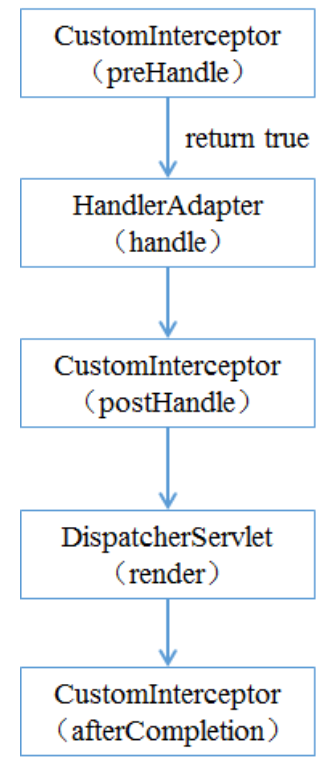 CustomInterceptor
（preHandle）
return true
HandlerAdapter
（handle）
CustomInterceptor
（postHandle）
DispatcherServlet
（render）
CustomInterceptor
（afterCompletion）